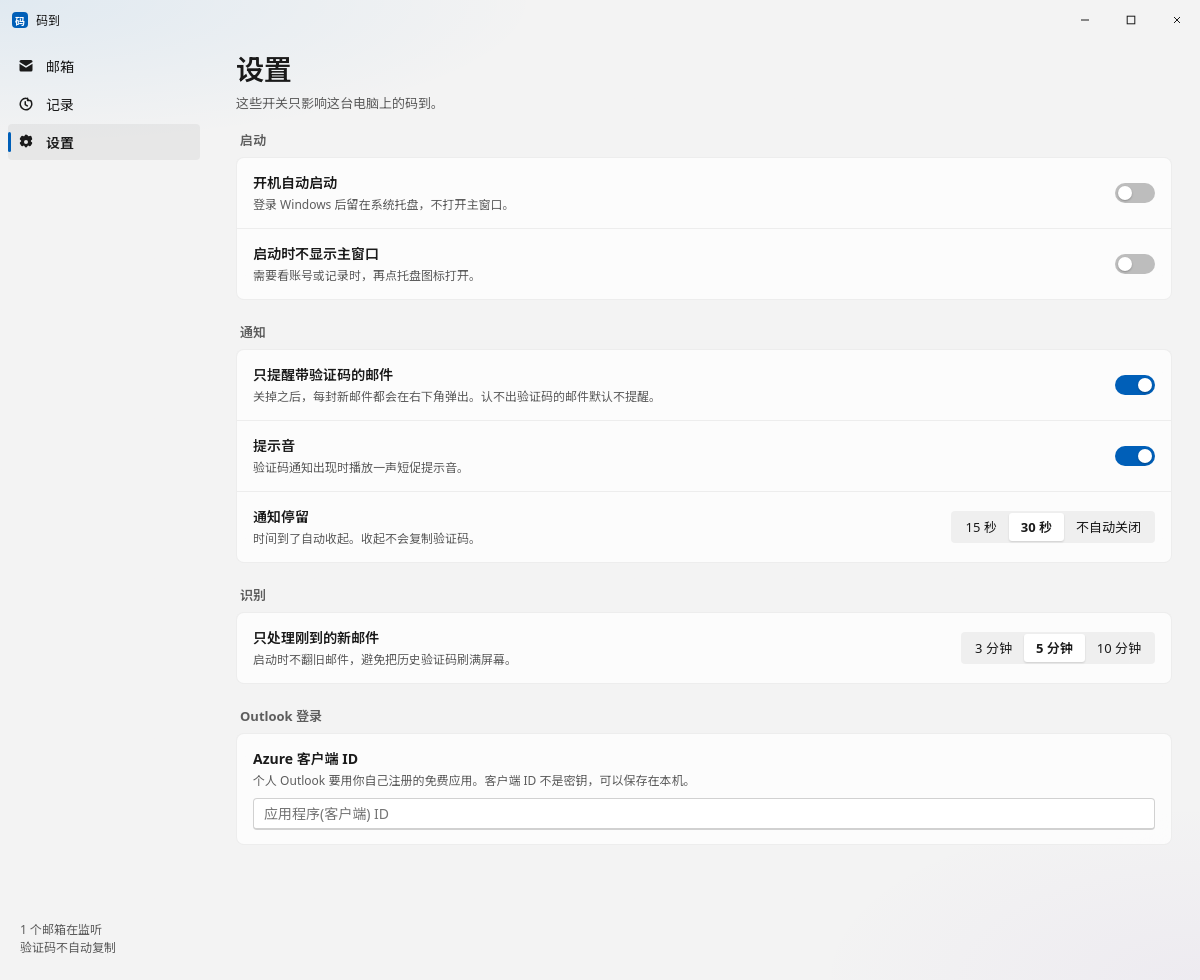 码 码到
邮箱
记录
设置
设置
这些开关只影响这台电脑上的码到。
启动
开机自动启动
登录 Windows 后留在系统托盘，不打开主窗口。
启动时不显示主窗口
需要看账号或记录时，再点托盘图标打开。
通知
只提醒带验证码的邮件
关掉之后，每封新邮件都会在右下角弹出。认不出验证码的邮件默认不提醒。
提示音
验证码通知出现时播放一声短促提示音。
通知停留
时间到了自动收起。收起不会复制验证码。
15 秒 30 秒 不自动关闭
识别
只处理刚到的新邮件
启动时不翻旧邮件，避免把历史验证码刷满屏幕。
3 分钟 5 分钟 10 分钟
Outlook 登录
Azure 客户端 ID
个人 Outlook 要用你自己注册的免费应用。客户端 ID 不是密钥，可以保存在本机。
应用程序(客户端) ID
1 个邮箱在监听
验证码不自动复制